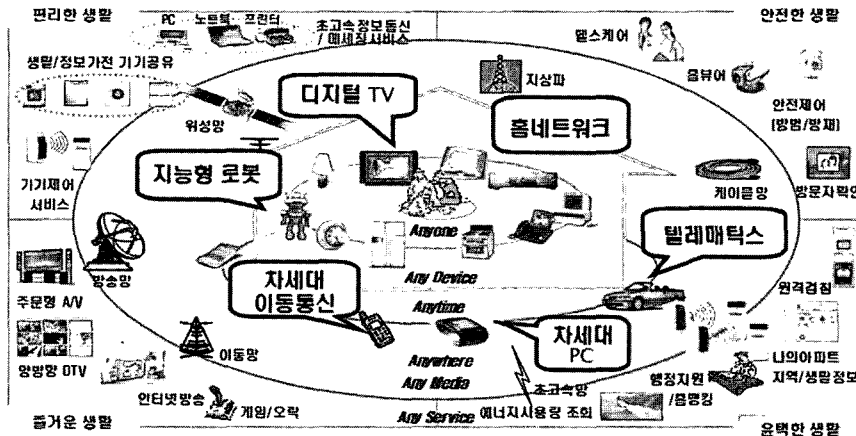 편리한 생활
PC 노트북 프린터
초고속정보통신
/ 메세징서비스
생활/정보가전 기기공유
위성망
디지털 TV
지상파
헬스케어
안전한 생활
홈뷰어
안전제어
(방범/방재)
홈네트워크
지능형 로봇
기기제어
서비스
케이블망
방문자확인
Anyone
텔레매틱스
방송망
주문형 A/V
Any Device
차세대
이동통신
Anytime
원격검침
양방망 DTV
이동망
차세대
PC
Anywhere
Any Media
인터넷방송
게임/오락
초고속망
행정지원
/홈뱅킹
나의아파트
지역/생활정보
즐거운 생활
Any Service
에너지사용량 조회
윤택한 생활